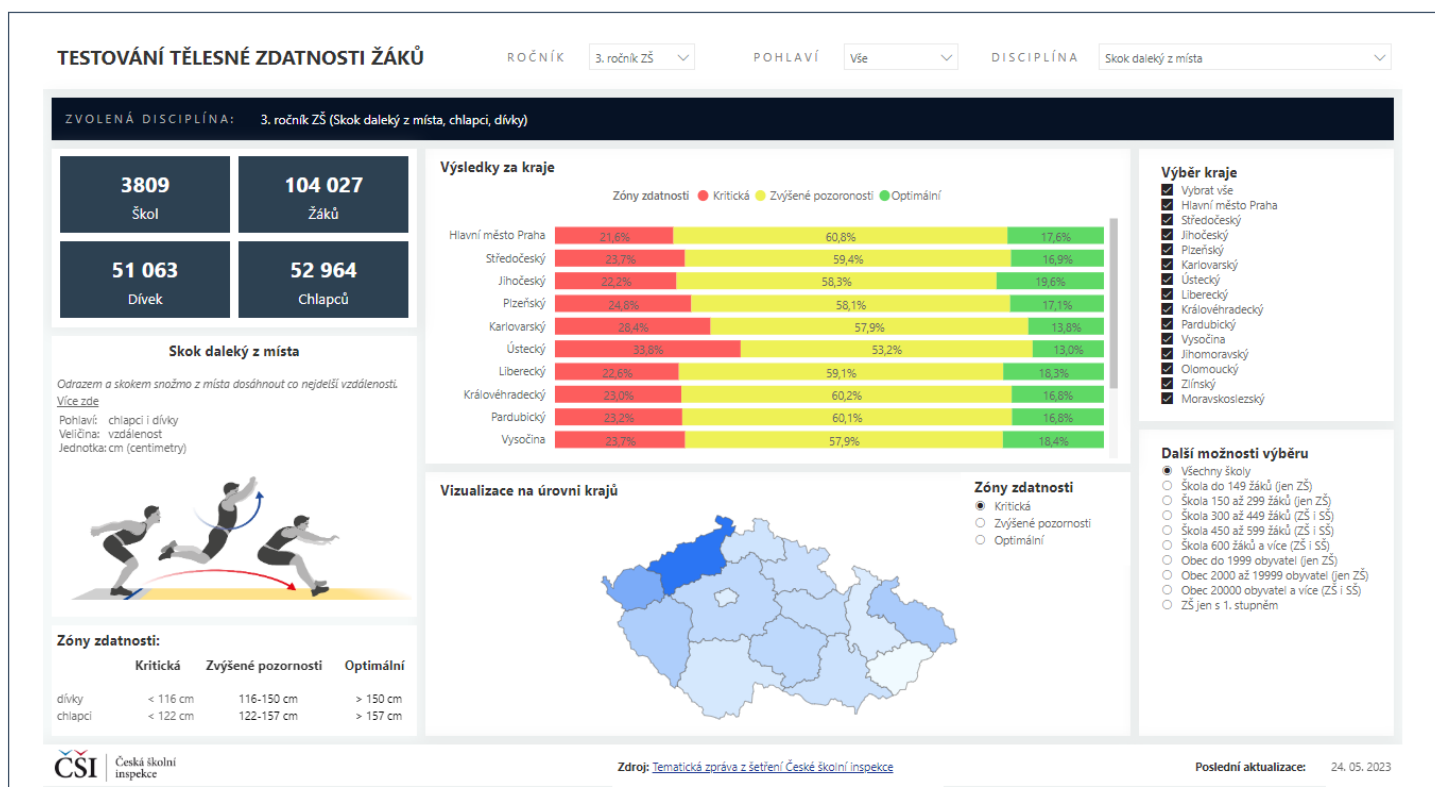 TESTOVÁNÍ TĚLESNÉ ZDATNOSTI ŽÁKŮ
ROČNÍK 3. ročník ZŠ
POHLAVÍ Vše
DISCIPLÍNA Skok daleký z místa
ZVOLENÁ DISCIPLÍNA: 3. ročník ZŠ (Skok daleký z místa, chlapci, dívky)
3809
Škol
104 027
Žáků
51 063
Dívek
52 964
Chlapců
Skok daleký z místa
Odrazem a skokem snožmo z místa dosáhnout co nejdelší vzdálenosti.
Více zde
Pohlaví: chlapci i dívky
Veličina: vzdálenost
Jednotka: cm (centimetry)
Zóny zdatnosti:
Kritická Zvýšené pozornosti Optimální
dívky < 116 cm 116-150 cm > 150 cm
chlapci < 122 cm 122-157 cm > 157 cm
Výsledky za kraje
Zóny zdatnosti Kritická Zvýšené pozoronosti Optimální
Hlavní město Praha 21,6% 60,8% 17,6%
Středočeský 23,7% 59,4% 16,9%
Jihočeský 22,2% 58,3% 19,6%
Plzeňský 24,8% 58,1% 17,1%
Karlovarský 28,4% 57,9% 13,8%
Ústecký 33,8% 53,2% 13,0%
Liberecký 22,6% 59,1% 18,3%
Královéhradecký 23,0% 60,2% 16,8%
Pardubický 23,2% 60,1% 16,8%
Vysočina 23,7% 57,9% 18,4%
Vizualizace na úrovni krajů
Zóny zdatnosti
Kritická
Zvýšené pozornosti
Optimální
Výběr kraje
Vybrat vše
Hlavní město Praha
Středočeský
Jihočeský
Plzeňský
Karlovarský
Ústecký
Liberecký
Královéhradecký
Pardubický
Vysočina
Jihomoravský
Olomoucký
Zlínský
Moravskoslezský
Další možnosti výběru
Všechny školy
Škola do 149 žáků (jen ZŠ)
Škola 150 až 299 žáků (jen ZŠ)
Škola 300 až 449 žáků (ZŠ i SŠ)
Škola 450 až 599 žáků (ZŠ i SŠ)
Škola 600 žáků a více (ZŠ i SŠ)
Obec do 1999 obyvatel (jen ZŠ)
Obec 2000 až 19999 obyvatel (jen ZŠ)
Obec 20000 obyvatel a více (ZŠ i SŠ)
ZŠ jen s 1. stupněm
ČŠI Česká školní
inspekce
Zdroj: Tematická zpráva z šetření České školní inspekce
Poslední aktualizace: 24. 05. 2023